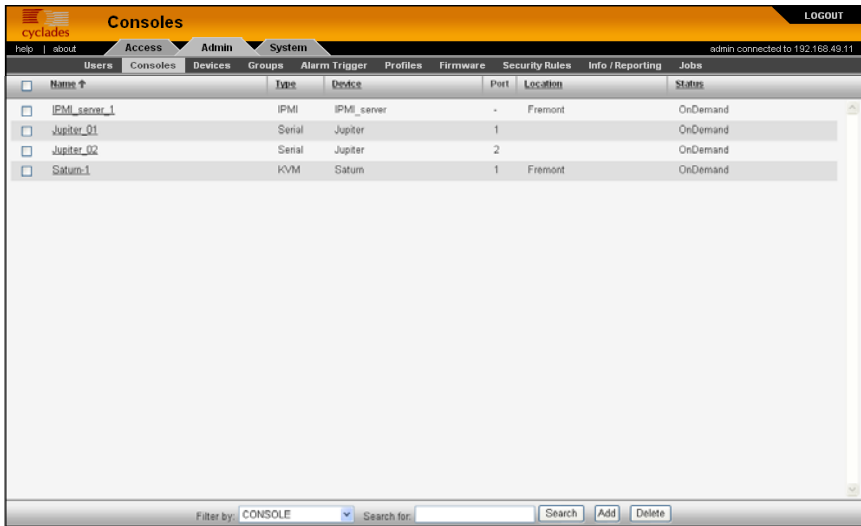 Consoles
LOGOUT
cyclades
help | about Access Admin System admin connected to 192.168.49.11
Users Consoles Devices Groups Alarm Trigger Profiles Firmware Security Rules Info / Reporting Jobs
Name ↑ Type Device Port Location Status
IPMI_server_1 IPMI IPMI_server - Fremont OnDemand
Jupiter_01 Serial Jupiter 1 OnDemand
Jupiter_02 Serial Jupiter 2 OnDemand
Saturn-1 KVM Saturn 1 Fremont OnDemand
Filter by: CONSOLE Search for: Search Add Delete